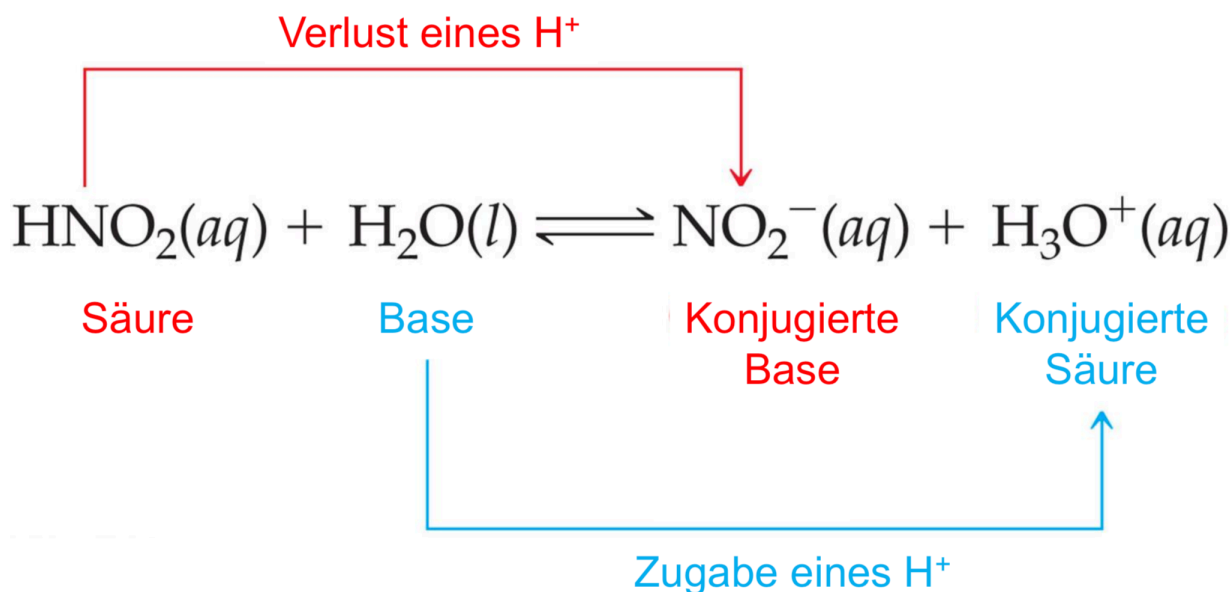 Verlust eines H⁺
HNO₂(aq) + H₂O(l) ⇌ NO₂⁻(aq) + H₃O⁺(aq)
Säure Base Konjugierte Base Konjugierte Säure
Zugabe eines H⁺